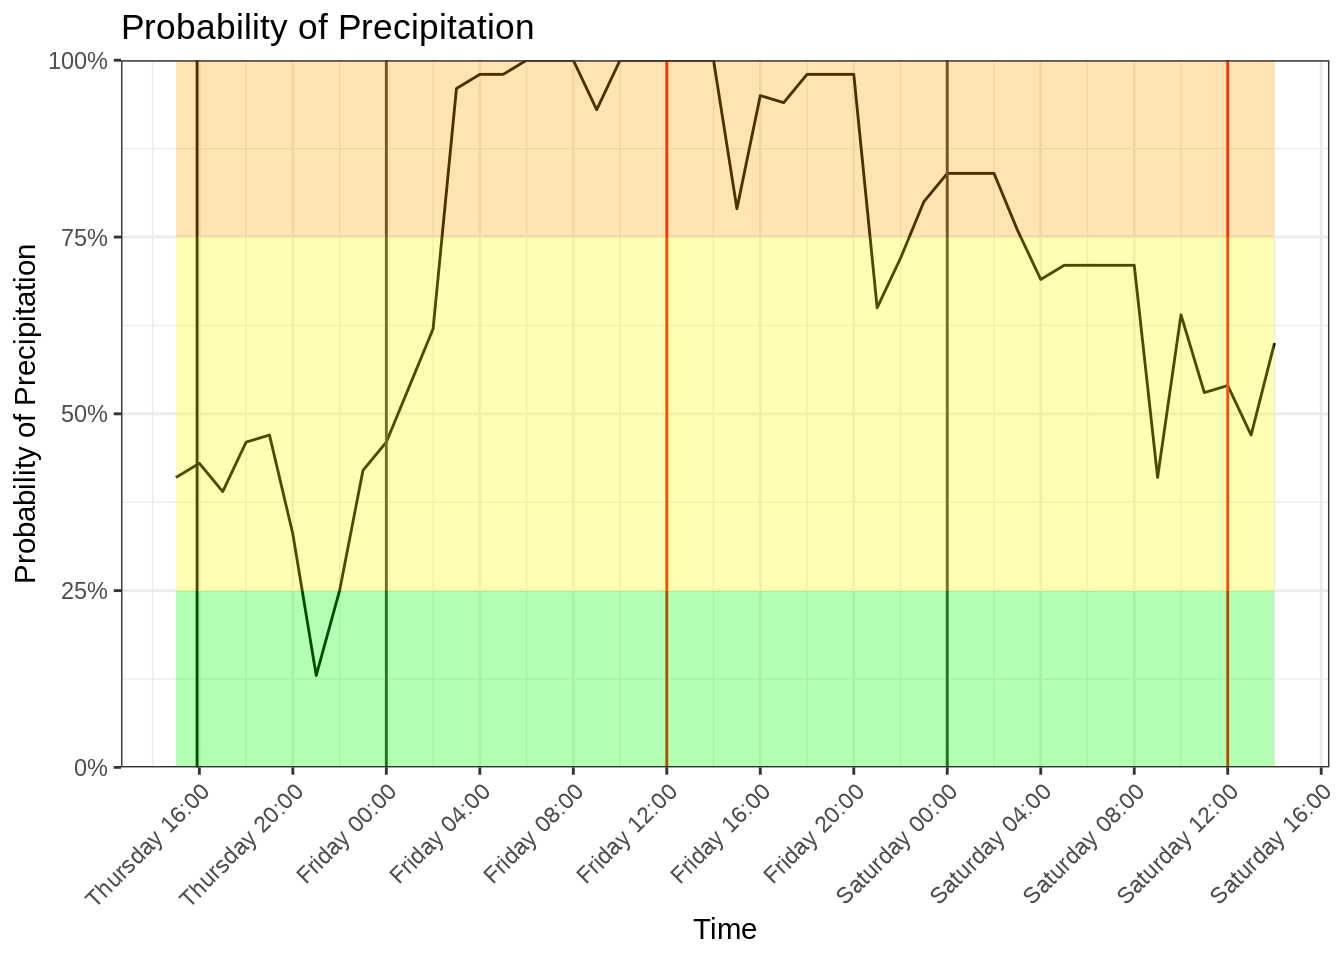 Probability of Precipitation
Probability of Precipitation
100%
75%
50%
25%
0%
Thursday 16:00
Thursday 20:00
Friday 00:00
Friday 04:00
Friday 08:00
Friday 12:00
Friday 16:00
Friday 20:00
Saturday 00:00
Saturday 04:00
Saturday 08:00
Saturday 12:00
Saturday 16:00
Time